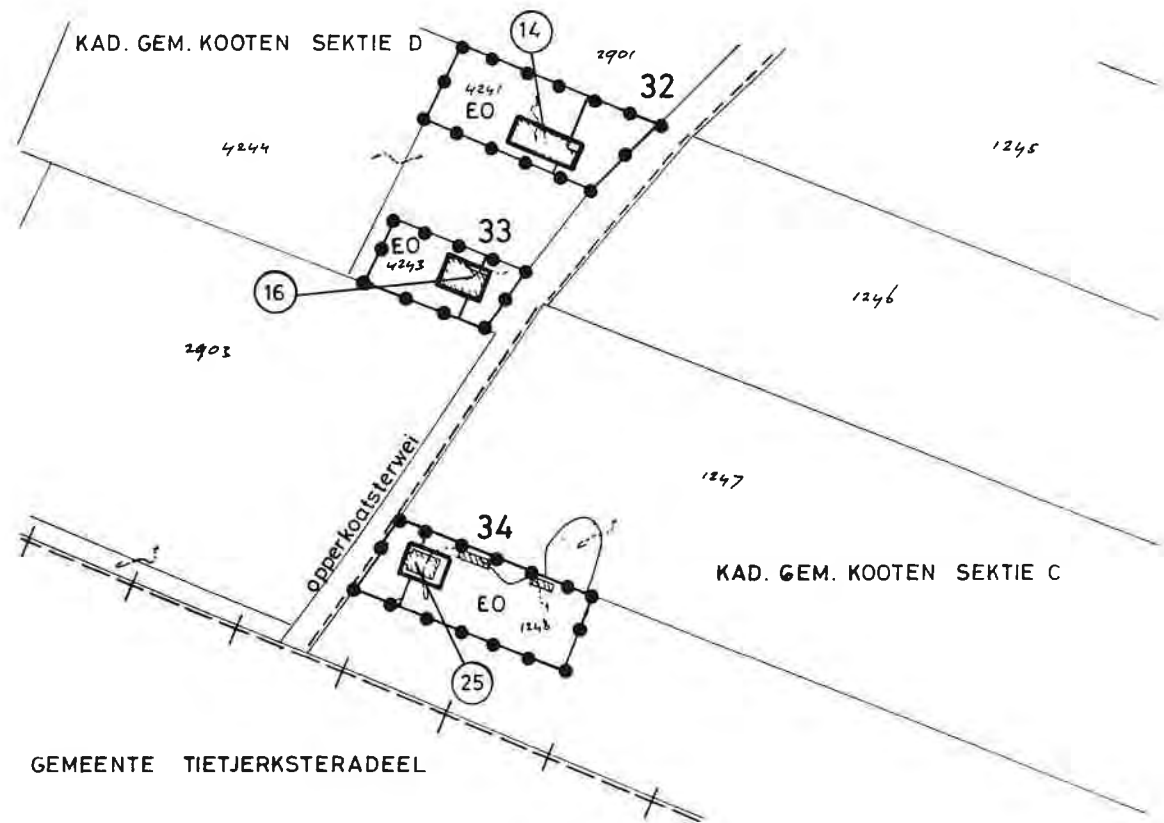 KAD. GEM. KOOTEN SEKTIE D
14
2901
32
4241
EO
4244
1245
33
EO
4243
16
1246
2903
opperkoatsterwei
1247
34
KAD. GEM. KOOTEN SEKTIE C
EO
1248
25
GEMEENTE TIETJERKSTERADEEL